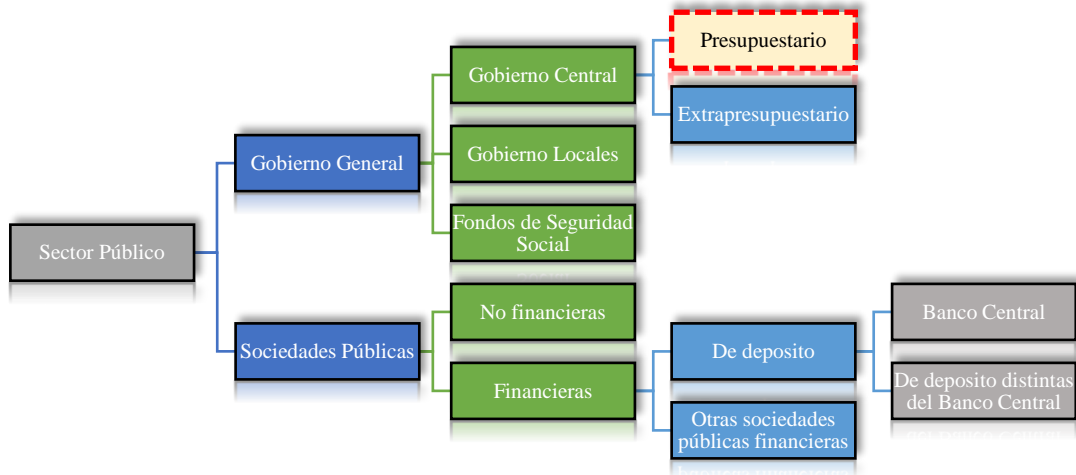 Presupuestario
Gobierno Central
Extrapresupuestario
Gobierno General
Gobierno Locales
Fondos de Seguridad
Social
Sector Público
No financieras
Banco Central
Sociedades Públicas
De deposito
Financieras
De deposito distintas
del Banco Central
Otras sociedades
públicas financieras